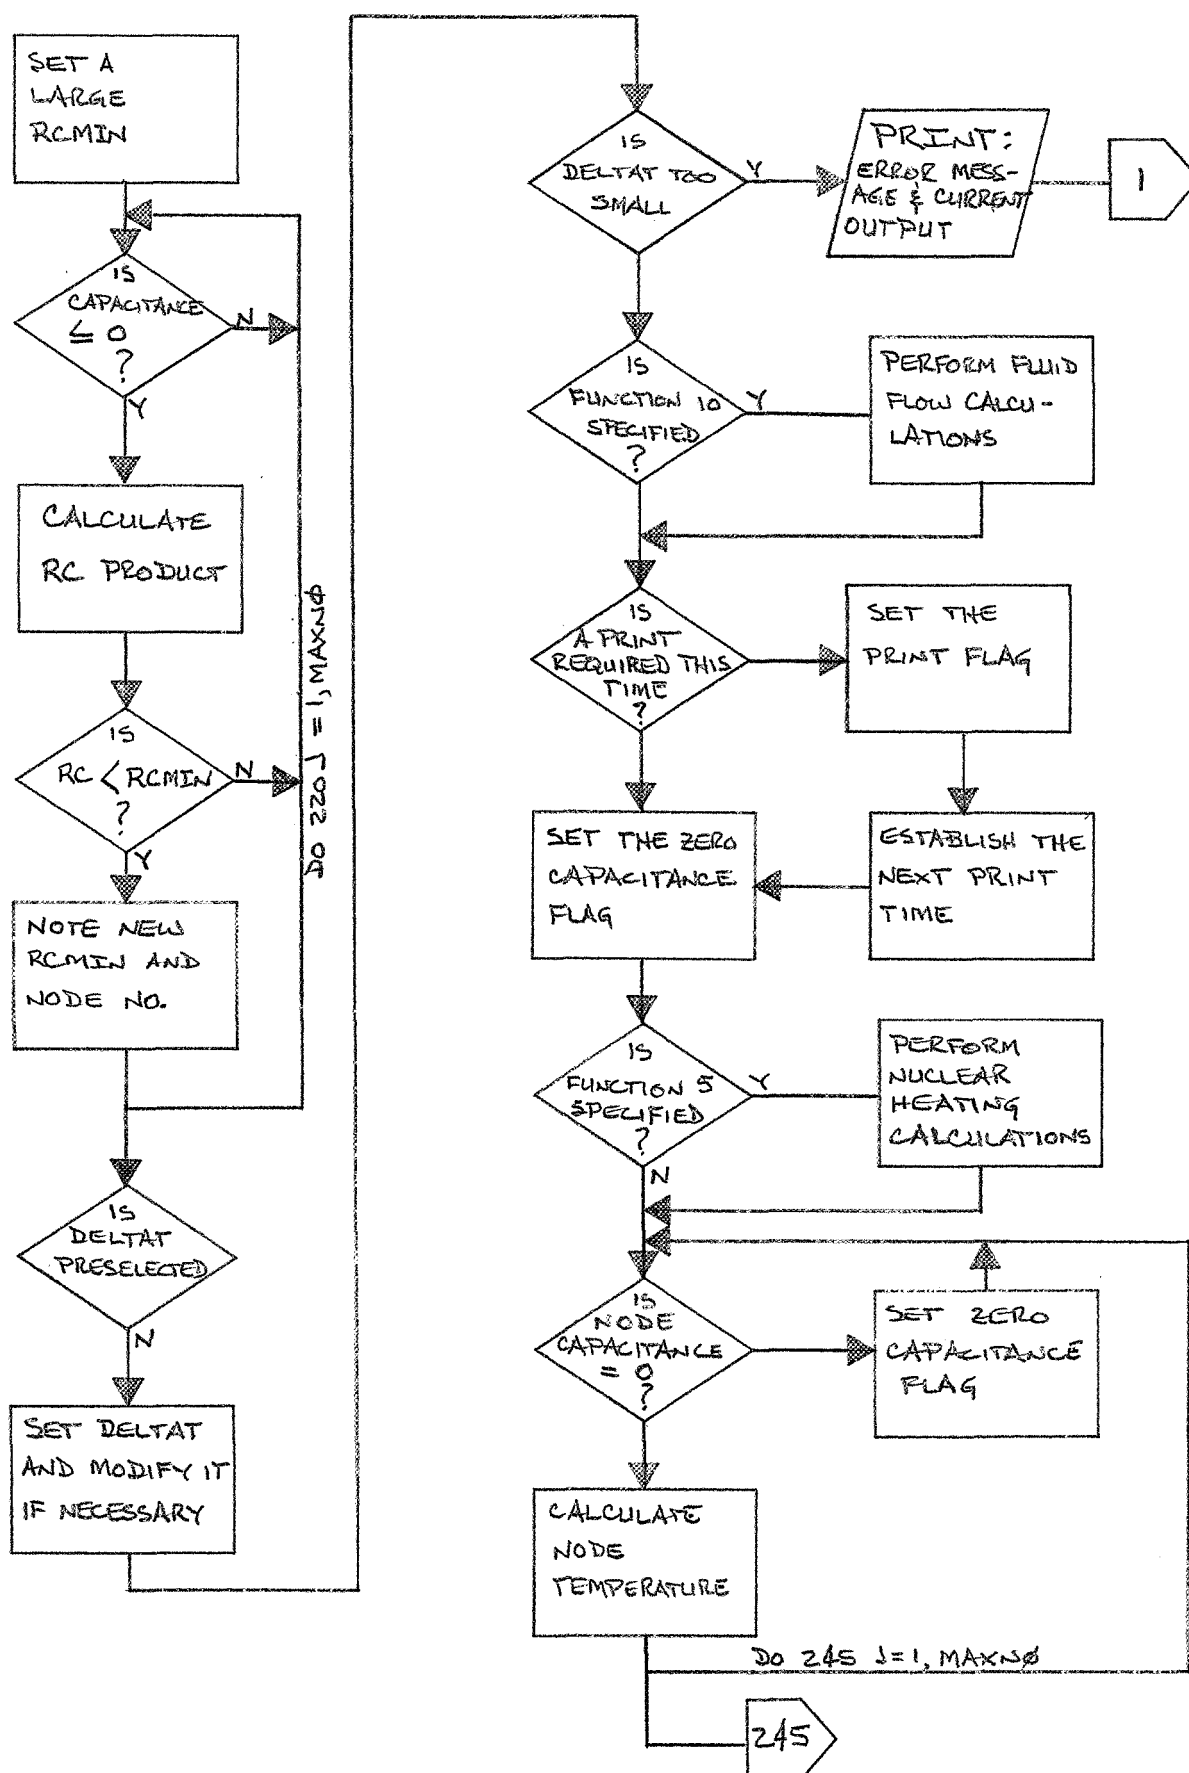 SET A
LARGE
RCMIN
IS
CAPACITANCE
≤ 0
?
N
Y
CALCULATE
RC PRODUCT
IS
RC < RCMIN
?
N
Y
NOTE NEW
RCMIN AND
NODE NO.
DO 220 J = 1, MAXNØ
IS
DELTAT
PRESELECTED
N
SET DELTAT
AND MODIFY IT
IF NECESSARY
IS
DELTAT TOO
SMALL
Y
PRINT:
ERROR MESS-
AGE & CURRENT
OUTPUT
1
IS
FUNCTION 10
SPECIFIED
?
Y
PERFORM FLUID
FLOW CALCU-
LATIONS
IS
A PRINT
REQUIRED THIS
TIME
?
SET THE
PRINT FLAG
ESTABLISH THE
NEXT PRINT
TIME
SET THE ZERO
CAPACITANCE
FLAG
IS
FUNCTION 5
SPECIFIED
?
Y
N
PERFORM
NUCLEAR
HEATING
CALCULATIONS
IS
NODE
CAPACITANCE
= 0
?
SET ZERO
CAPACITANCE
FLAG
CALCULATE
NODE
TEMPERATURE
DO 245 J=1, MAXNØ
245